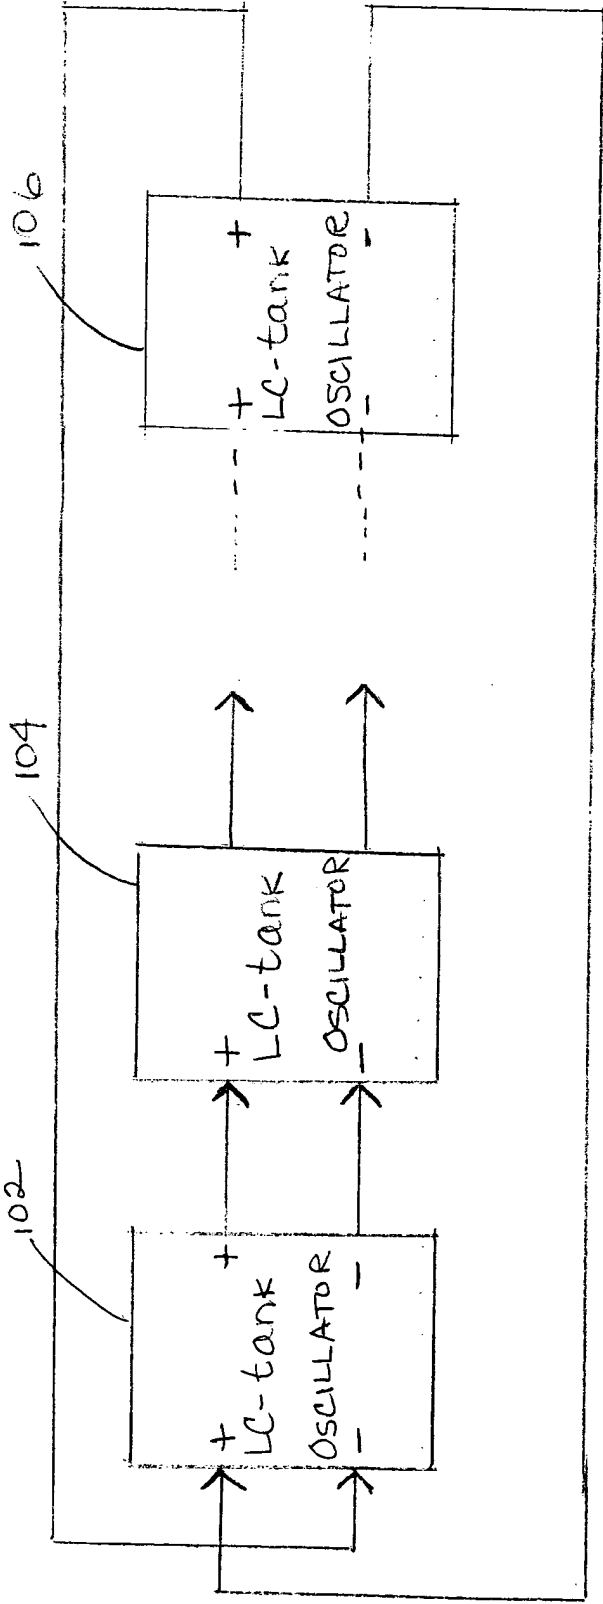 102
+ +
LC-tank
OSCILLATOR
- -
104
+
LC-tank
OSCILLATOR
-
106
+ +
LC-tank
OSCILLATOR
- -